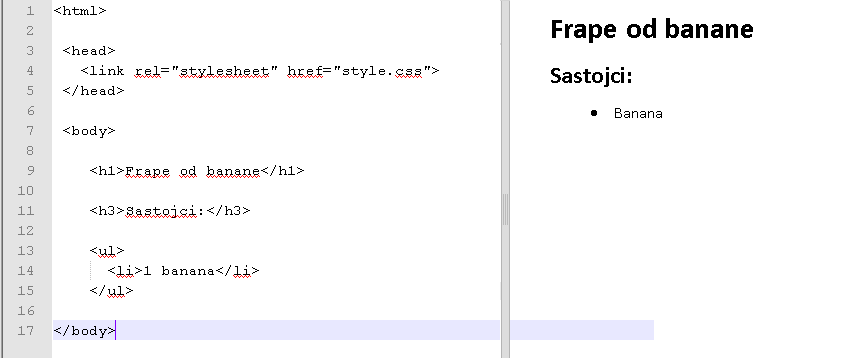 1 <html>
2
3 <head>
4 <link rel="stylesheet" href="style.css">
5 </head>
6
7 <body>
8
9 <h1>Frape od banane</h1>
10
11 <h3>Sastojci:</h3>
12
13 <ul>
14 <li>1 banana</li>
15 </ul>
16
17 </body>
Frape od banane
Sastojci:
• Banana